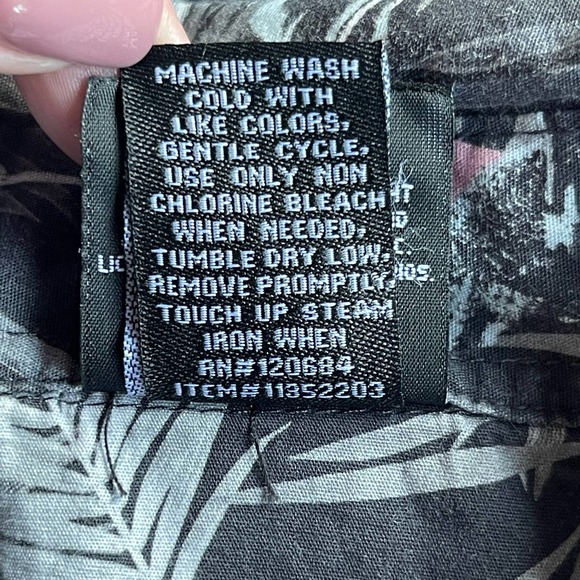 MACHINE WASH
COLD WITH
LIKE COLORS,
GENTLE CYCLE,
USE ONLY NON
CHLORINE BLEACH
WHEN NEEDED,
TUMBLE DRY LOW,
REMOVE PROMPTLY,
TOUCH UP STEAM
IRON WHEN
RN#120684
ITEM#11352203